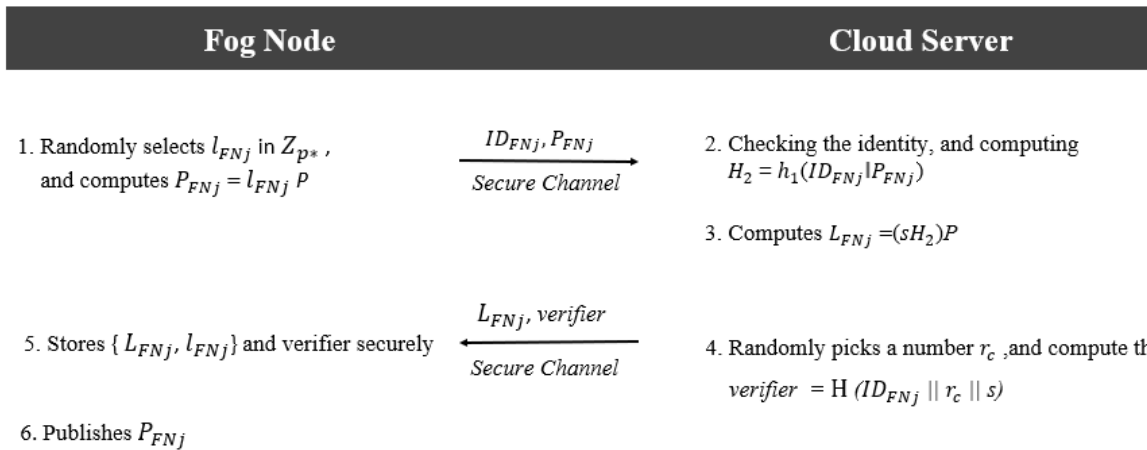 Fog Node
Cloud Server
1. Randomly selects l_FNj in Z_p* ,
and computes P_FNj = l_FNj P
ID_FNj, P_FNj
Secure Channel
2. Checking the identity, and computing
H_2 = h_1(ID_FNj‖P_FNj)
3. Computes L_FNj =(sH_2)P
L_FNj, verifier
Secure Channel
4. Randomly picks a number r_c ,and compute th
verifier = H (ID_FNj || r_c || s)
5. Stores { L_FNj, l_FNj} and verifier securely
6. Publishes P_FNj